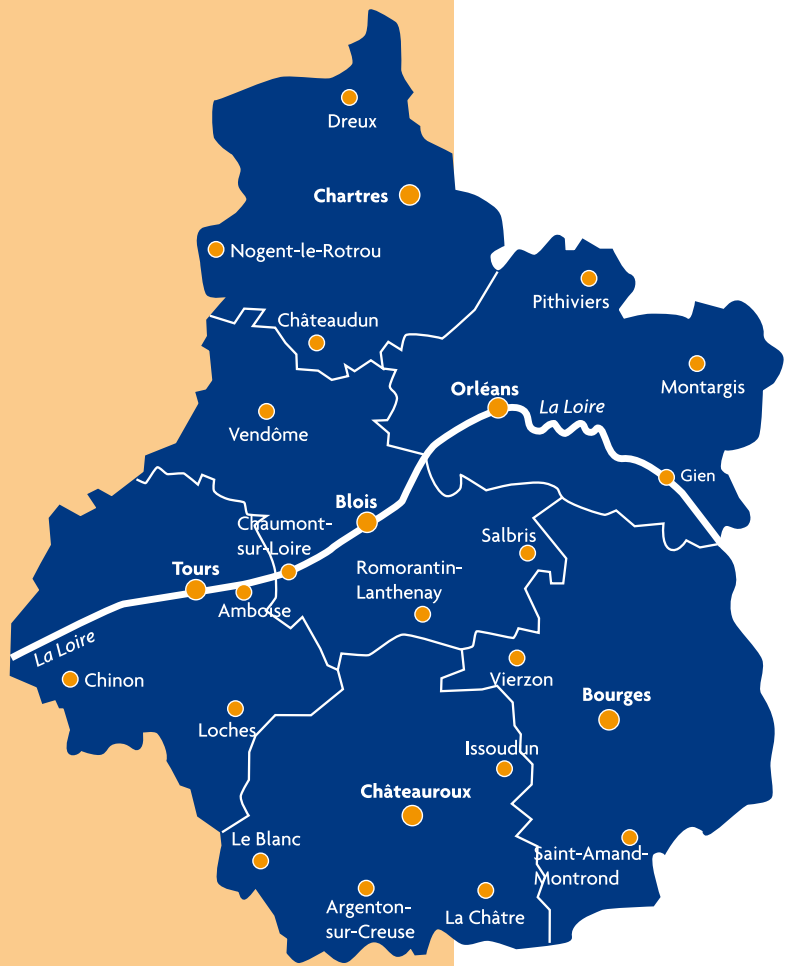 Dreux
Chartres
Nogent-le-Rotrou
Pithiviers
Châteaudun
Montargis
Orléans
La Loire
Vendôme
Gien
Blois
Chaumont-
sur-Loire
Salbris
Tours
Romorantin-
Lanthenay
Amboise
La Loire
Chinon
Vierzon
Bourges
Loches
Issoudun
Châteauroux
Le Blanc
Saint-Amand-
Montrond
Argenton-
sur-Creuse
La Châtre